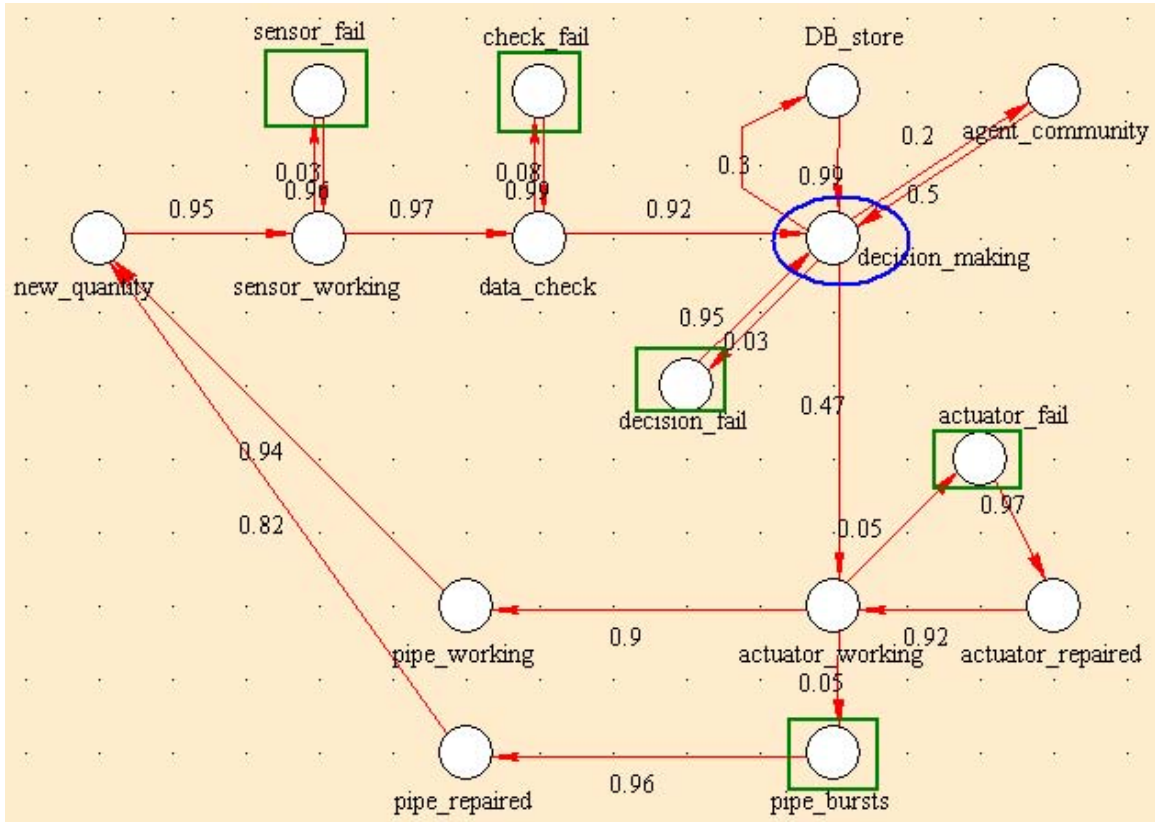 sensor_fail
check_fail
DB_store
agent_community
0.2
0.3
0.03
0.96
0.08
0.99
0.99
0.5
0.95
0.97
0.92
new_quantity
sensor_working
data_check
decision_making
0.95
0.03
decision_fail
0.47
actuator_fail
0.94
0.97
0.82
0.05
pipe_working
0.9
actuator_working
0.92
actuator_repaired
0.05
0.96
pipe_repaired
pipe_bursts